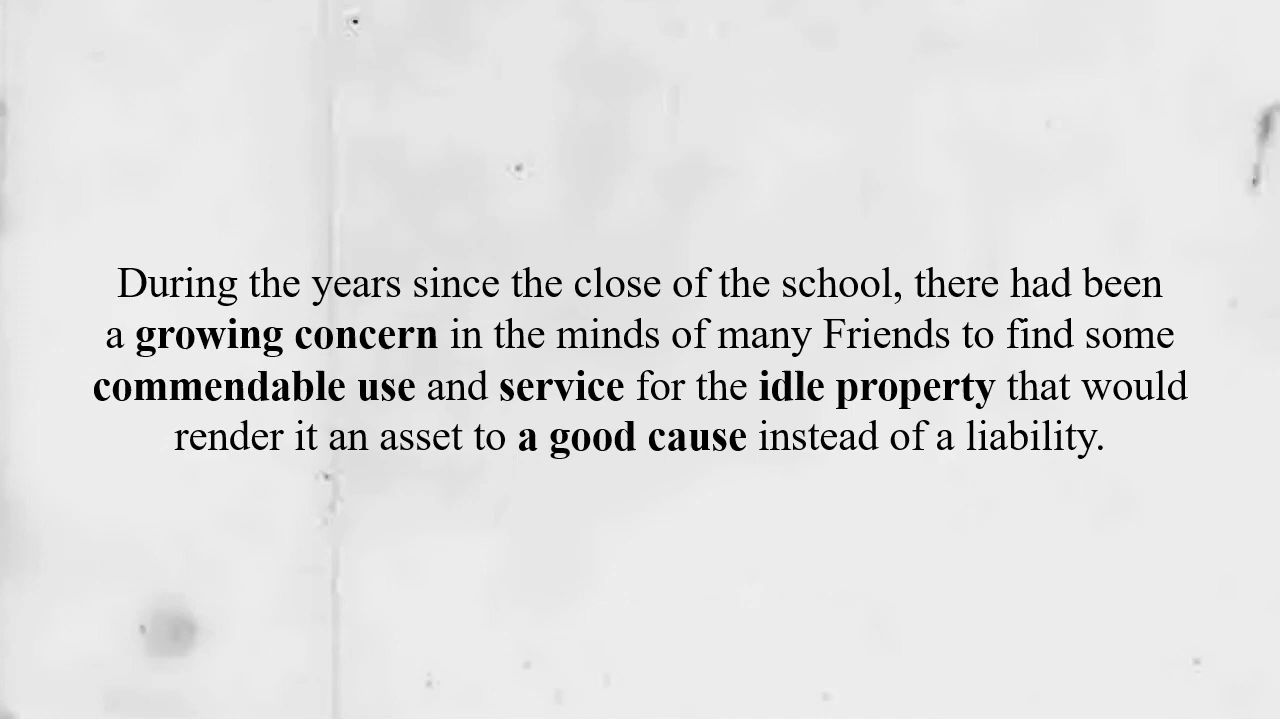 During the years since the close of the school, there had been
a growing concern in the minds of many Friends to find some
commendable use and service for the idle property that would
render it an asset to a good cause instead of a liability.